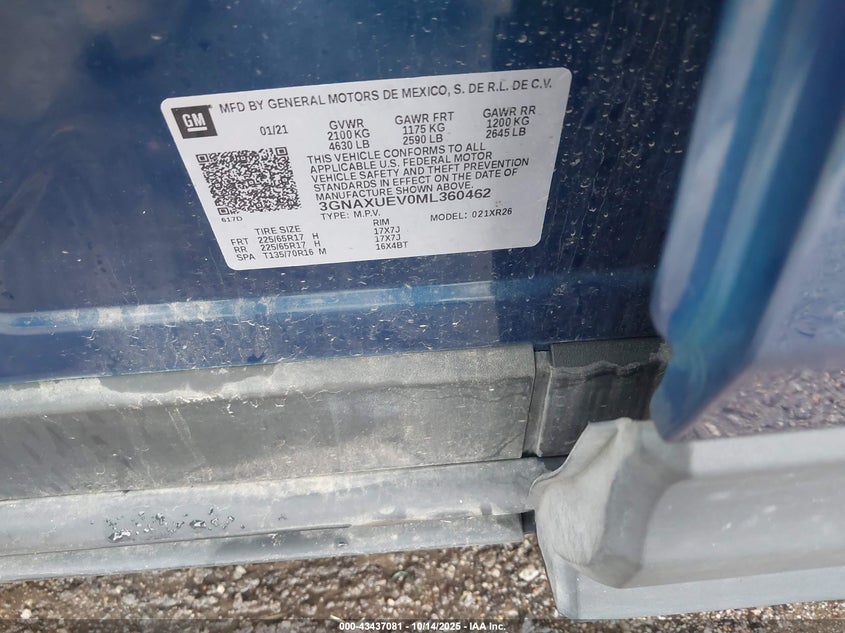 MFD BY GENERAL MOTORS DE MEXICO, S. DE R.L. DE C.V.
GM
01/21
GVWR GAWR FRT GAWR RR
2100 KG 1175 KG 1200 KG
4630 LB 2590 LB 2645 LB
THIS VEHICLE CONFORMS TO ALL
APPLICABLE U.S. FEDERAL MOTOR
VEHICLE SAFETY AND THEFT PREVENTION
STANDARDS IN EFFECT ON THE DATE OF
MANUFACTURE SHOWN ABOVE.
617D
3GNAXUEV0ML360462
TYPE: M.P.V. MODEL: 021XR26
TIRE SIZE RIM
FRT 225/65R17 H 17X7J
RR 225/65R17 H 17X7J
SPA T135/70R16 M 16X4BT
000-43437081 - 10/14/2025 - IAA Inc.